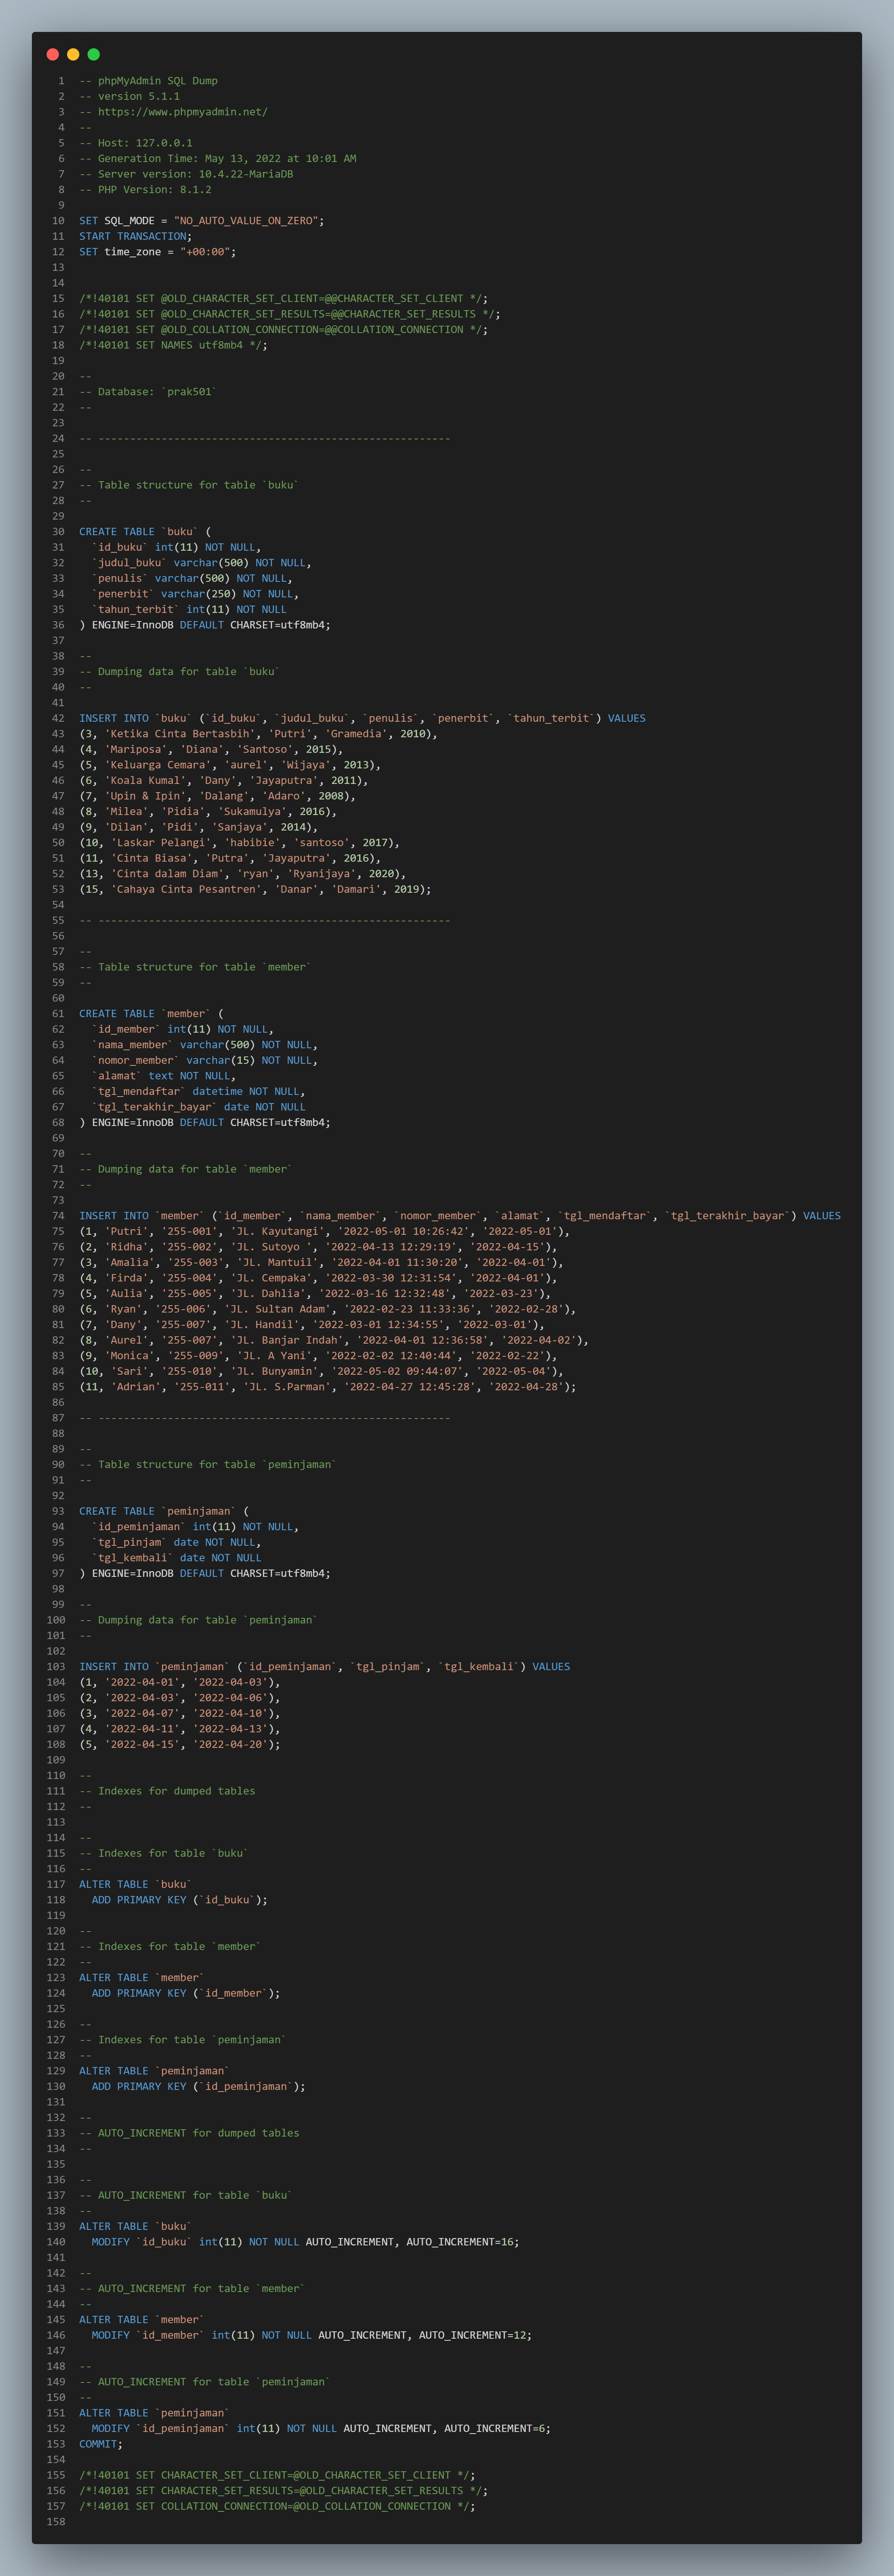 1 -- phpMyAdmin SQL Dump
2 -- version 5.1.1
3 -- https://www.phpmyadmin.net/
4 --
5 -- Host: 127.0.0.1
6 -- Generation Time: May 13, 2022 at 10:01 AM
7 -- Server version: 10.4.22-MariaDB
8 -- PHP Version: 8.1.2
9
10 SET SQL_MODE = "NO_AUTO_VALUE_ON_ZERO";
11 START TRANSACTION;
12 SET time_zone = "+00:00";
13
14
15 /*!40101 SET @OLD_CHARACTER_SET_CLIENT=@@CHARACTER_SET_CLIENT */;
16 /*!40101 SET @OLD_CHARACTER_SET_RESULTS=@@CHARACTER_SET_RESULTS */;
17 /*!40101 SET @OLD_COLLATION_CONNECTION=@@COLLATION_CONNECTION */;
18 /*!40101 SET NAMES utf8mb4 */;
19
20 --
21 -- Database: `prak501`
22 --
23
24 -- --------------------------------------------------------
25
26 --
27 -- Table structure for table `buku`
28 --
29
30 CREATE TABLE `buku` (
31   `id_buku` int(11) NOT NULL,
32   `judul_buku` varchar(500) NOT NULL,
33   `penulis` varchar(500) NOT NULL,
34   `penerbit` varchar(250) NOT NULL,
35   `tahun_terbit` int(11) NOT NULL
36 ) ENGINE=InnoDB DEFAULT CHARSET=utf8mb4;
37
38 --
39 -- Dumping data for table `buku`
40 --
41
42 INSERT INTO `buku` (`id_buku`, `judul_buku`, `penulis`, `penerbit`, `tahun_terbit`) VALUES
43 (3, 'Ketika Cinta Bertasbih', 'Putri', 'Gramedia', 2010),
44 (4, 'Mariposa', 'Diana', 'Santoso', 2015),
45 (5, 'Keluarga Cemara', 'aurel', 'Wijaya', 2013),
46 (6, 'Koala Kumal', 'Dany', 'Jayaputra', 2011),
47 (7, 'Upin & Ipin', 'Dalang', 'Adaro', 2008),
48 (8, 'Milea', 'Pidia', 'Sukamulya', 2016),
49 (9, 'Dilan', 'Pidi', 'Sanjaya', 2014),
50 (10, 'Laskar Pelangi', 'habibie', 'santoso', 2017),
51 (11, 'Cinta Biasa', 'Putra', 'Jayaputra', 2016),
52 (13, 'Cinta dalam Diam', 'ryan', 'Ryanijaya', 2020),
53 (15, 'Cahaya Cinta Pesantren', 'Danar', 'Damari', 2019);
54
55 -- --------------------------------------------------------
56
57 --
58 -- Table structure for table `member`
59 --
60
61 CREATE TABLE `member` (
62   `id_member` int(11) NOT NULL,
63   `nama_member` varchar(500) NOT NULL,
64   `nomor_member` varchar(15) NOT NULL,
65   `alamat` text NOT NULL,
66   `tgl_mendaftar` datetime NOT NULL,
67   `tgl_terakhir_bayar` date NOT NULL
68 ) ENGINE=InnoDB DEFAULT CHARSET=utf8mb4;
69
70 --
71 -- Dumping data for table `member`
72 --
73
74 INSERT INTO `member` (`id_member`, `nama_member`, `nomor_member`, `alamat`, `tgl_mendaftar`, `tgl_terakhir_bayar`) VALUES
75 (1, 'Putri', '255-001', 'JL. Kayutangi', '2022-05-01 10:26:42', '2022-05-01'),
76 (2, 'Ridha', '255-002', 'JL. Sutoyo ', '2022-04-13 12:29:19', '2022-04-15'),
77 (3, 'Amalia', '255-003', 'JL. Mantuil', '2022-04-01 11:30:20', '2022-04-01'),
78 (4, 'Firda', '255-004', 'JL. Cempaka', '2022-03-30 12:31:54', '2022-04-01'),
79 (5, 'Aulia', '255-005', 'JL. Dahlia', '2022-03-16 12:32:48', '2022-03-23'),
80 (6, 'Ryan', '255-006', 'JL. Sultan Adam', '2022-02-23 11:33:36', '2022-02-28'),
81 (7, 'Dany', '255-007', 'JL. Handil', '2022-03-01 12:34:55', '2022-03-01'),
82 (8, 'Aurel', '255-007', 'JL. Banjar Indah', '2022-04-01 12:36:58', '2022-04-02'),
83 (9, 'Monica', '255-009', 'JL. A Yani', '2022-02-02 12:40:44', '2022-02-22'),
84 (10, 'Sari', '255-010', 'JL. Bunyamin', '2022-05-02 09:44:07', '2022-05-04'),
85 (11, 'Adrian', '255-011', 'JL. S.Parman', '2022-04-27 12:45:28', '2022-04-28');
86
87 -- --------------------------------------------------------
88
89 --
90 -- Table structure for table `peminjaman`
91 --
92
93 CREATE TABLE `peminjaman` (
94   `id_peminjaman` int(11) NOT NULL,
95   `tgl_pinjam` date NOT NULL,
96   `tgl_kembali` date NOT NULL
97 ) ENGINE=InnoDB DEFAULT CHARSET=utf8mb4;
98
99 --
100 -- Dumping data for table `peminjaman`
101 --
102
103 INSERT INTO `peminjaman` (`id_peminjaman`, `tgl_pinjam`, `tgl_kembali`) VALUES
104 (1, '2022-04-01', '2022-04-03'),
105 (2, '2022-04-03', '2022-04-06'),
106 (3, '2022-04-07', '2022-04-10'),
107 (4, '2022-04-11', '2022-04-13'),
108 (5, '2022-04-15', '2022-04-20');
109
110 --
111 -- Indexes for dumped tables
112 --
113
114 --
115 -- Indexes for table `buku`
116 --
117 ALTER TABLE `buku`
118   ADD PRIMARY KEY (`id_buku`);
119
120 --
121 -- Indexes for table `member`
122 --
123 ALTER TABLE `member`
124   ADD PRIMARY KEY (`id_member`);
125
126 --
127 -- Indexes for table `peminjaman`
128 --
129 ALTER TABLE `peminjaman`
130   ADD PRIMARY KEY (`id_peminjaman`);
131
132 --
133 -- AUTO_INCREMENT for dumped tables
134 --
135
136 --
137 -- AUTO_INCREMENT for table `buku`
138 --
139 ALTER TABLE `buku`
140   MODIFY `id_buku` int(11) NOT NULL AUTO_INCREMENT, AUTO_INCREMENT=16;
141
142 --
143 -- AUTO_INCREMENT for table `member`
144 --
145 ALTER TABLE `member`
146   MODIFY `id_member` int(11) NOT NULL AUTO_INCREMENT, AUTO_INCREMENT=12;
147
148 --
149 -- AUTO_INCREMENT for table `peminjaman`
150 --
151 ALTER TABLE `peminjaman`
152   MODIFY `id_peminjaman` int(11) NOT NULL AUTO_INCREMENT, AUTO_INCREMENT=6;
153 COMMIT;
154
155 /*!40101 SET CHARACTER_SET_CLIENT=@OLD_CHARACTER_SET_CLIENT */;
156 /*!40101 SET CHARACTER_SET_RESULTS=@OLD_CHARACTER_SET_RESULTS */;
157 /*!40101 SET COLLATION_CONNECTION=@OLD_COLLATION_CONNECTION */;
158